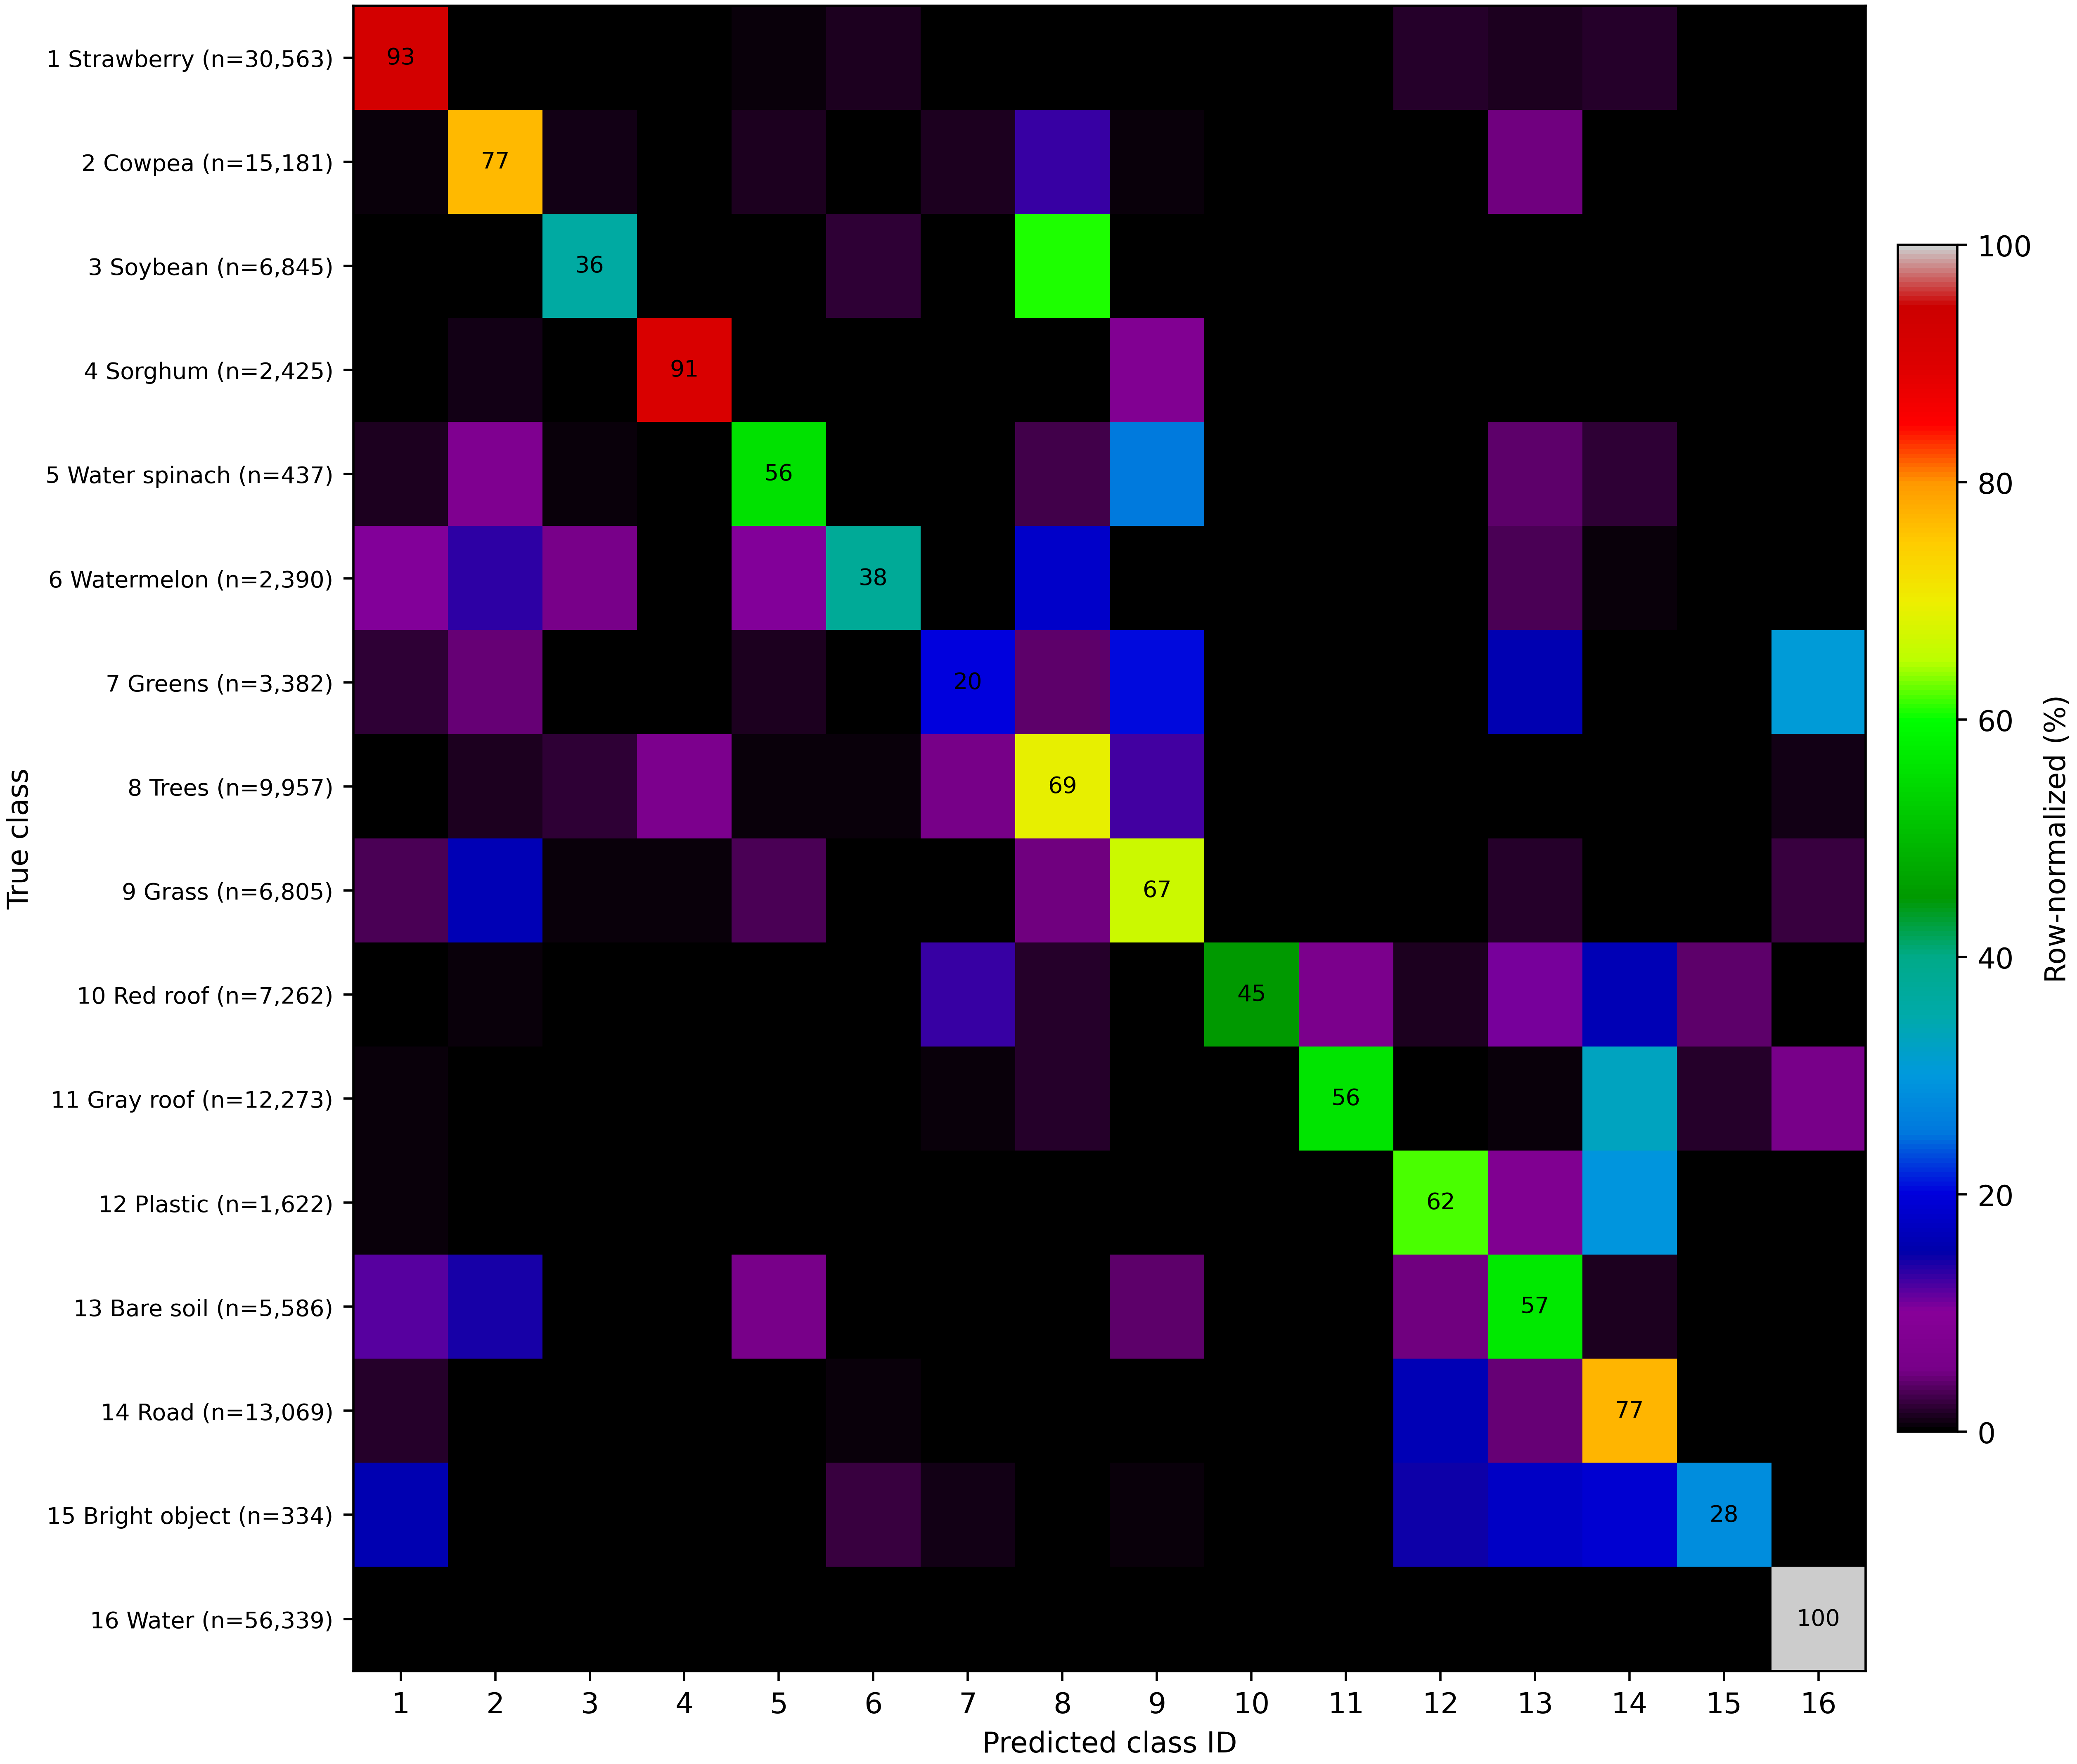 1 Strawberry (n=30,563)
93
2 Cowpea (n=15,181)
77
3 Soybean (n=6,845)
36
4 Sorghum (n=2,425)
91
5 Water spinach (n=437)
56
6 Watermelon (n=2,390)
38
7 Greens (n=3,382)
20
8 Trees (n=9,957)
69
9 Grass (n=6,805)
67
10 Red roof (n=7,262)
45
11 Gray roof (n=12,273)
56
12 Plastic (n=1,622)
62
13 Bare soil (n=5,586)
57
14 Road (n=13,069)
77
15 Bright object (n=334)
28
16 Water (n=56,339)
100
True class
1 2 3 4 5 6 7 8 9 10 11 12 13 14 15 16
Predicted class ID
100
80
60
40
20
0
Row-normalized (%)